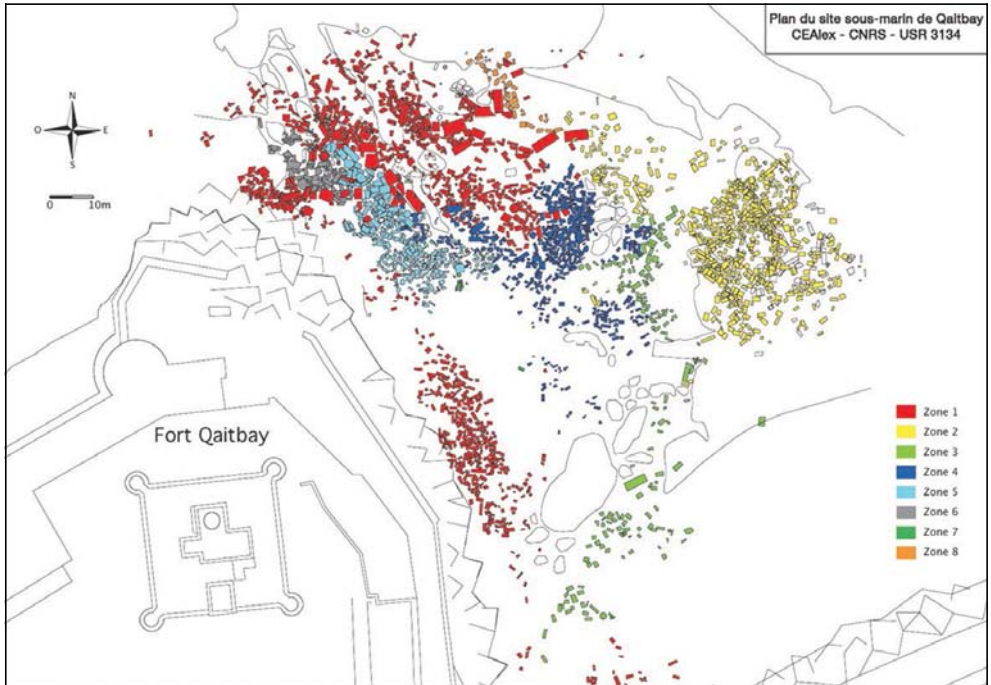 Plan du site sous-marin de Qaitbay
CEAlex - CNRS - USR 3134
N
O E
S
0 10m
Fort Qaitbay
Zone 1
Zone 2
Zone 3
Zone 4
Zone 5
Zone 6
Zone 7
Zone 8